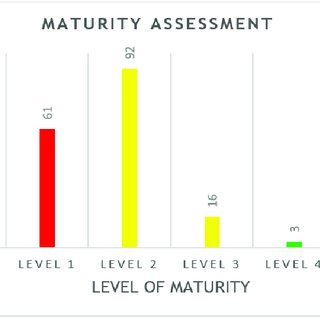 MATURITY ASSESSMENT
61
92
16
3
LEVEL 1 LEVEL 2 LEVEL 3 LEVEL 4
LEVEL OF MATURITY